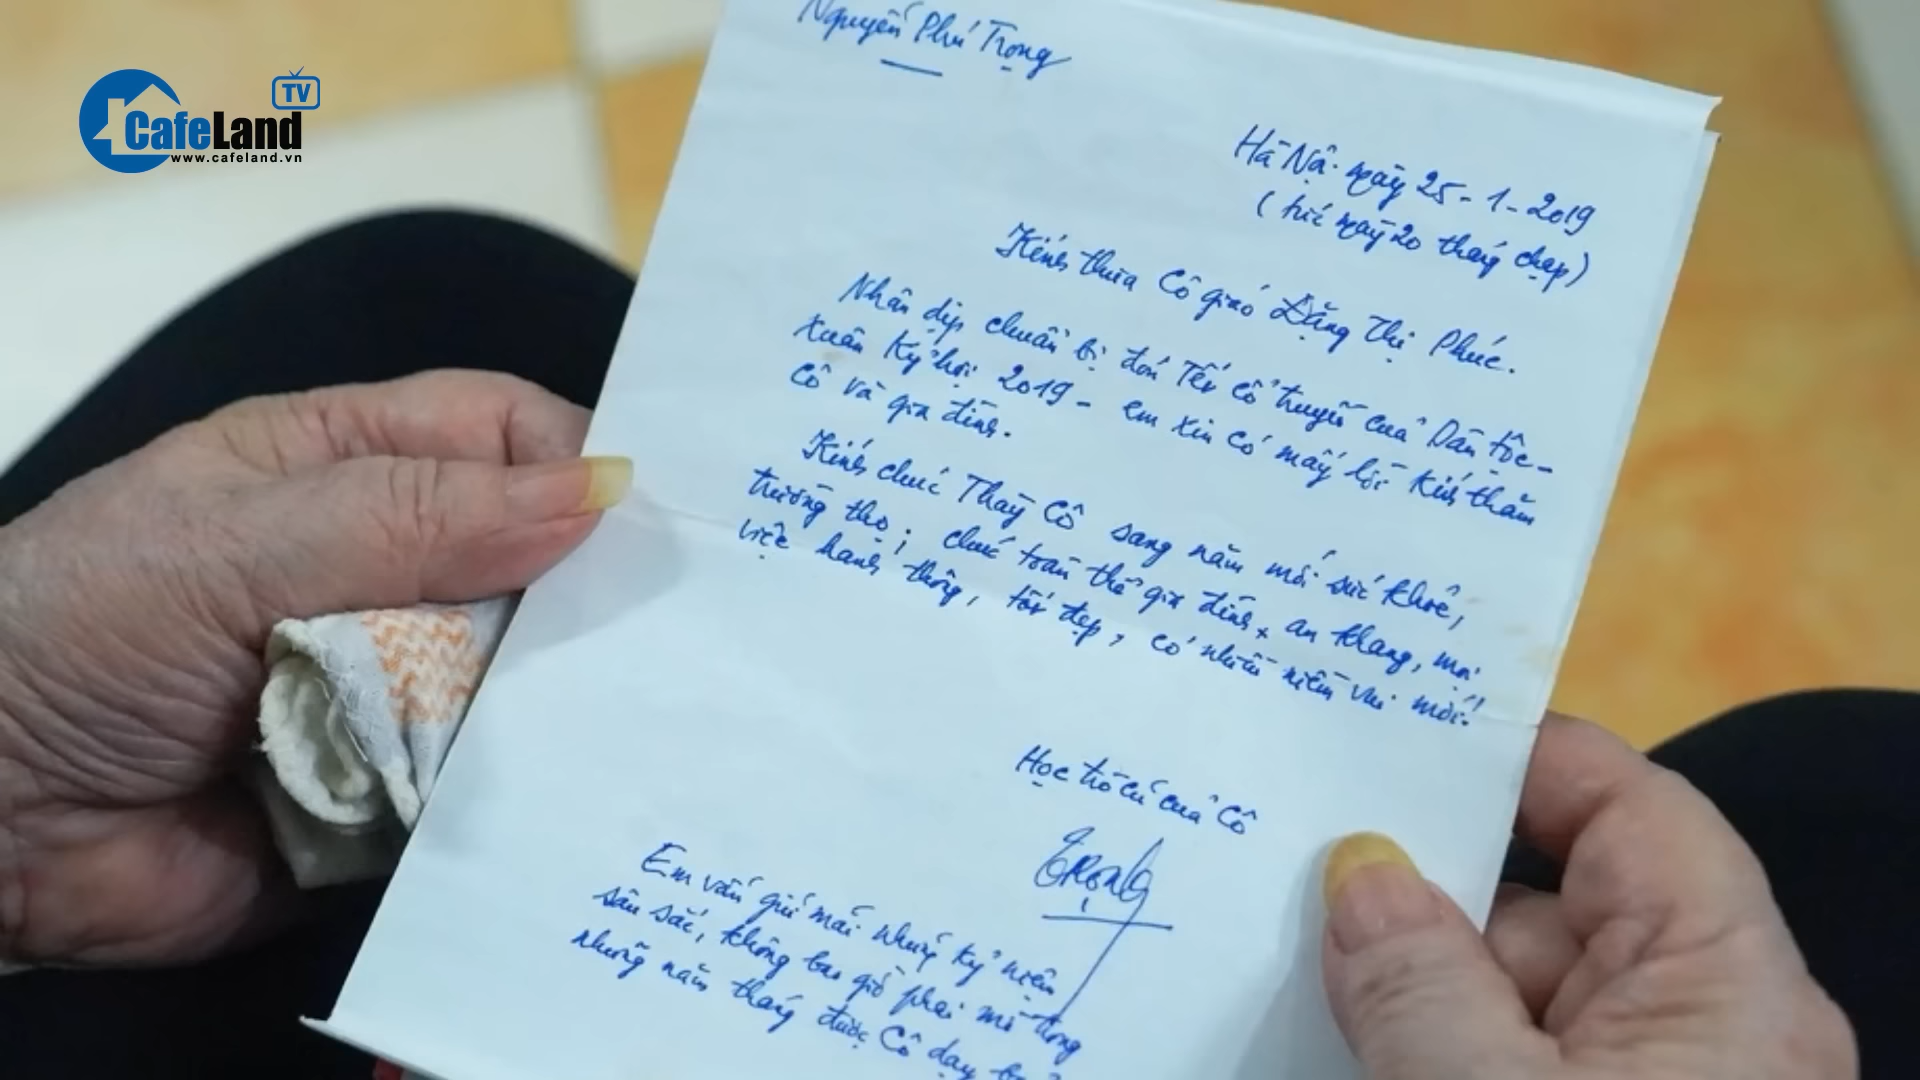 TV
CafeLand
www.cafeland.vn
Nguyễn Phú Trọng
Hà Nội ngày 25-1-2019
(tức ngày 20 tháng chạp)
Kính thưa Cô giáo Đặng Thị Phúc.
Nhân dịp chuẩn bị đón Tết cổ truyền của Dân tộc -
Xuân Kỷ hợi 2019 - em xin có mấy lời kính thăm
Cô và gia đình.
Kính chúc Thày Cô sang năm mới sức khỏe,
trường thọ; chúc toàn thể gia đình an khang, mọi
việc hanh thông, tốt đẹp, có nhiều niềm vui mới!
Học trò cũ của Cô
Trọng
Em vẫn giữ mãi những kỷ niệm
sâu sắc, không bao giờ phai mờ trong
những năm tháng được Cô dạy